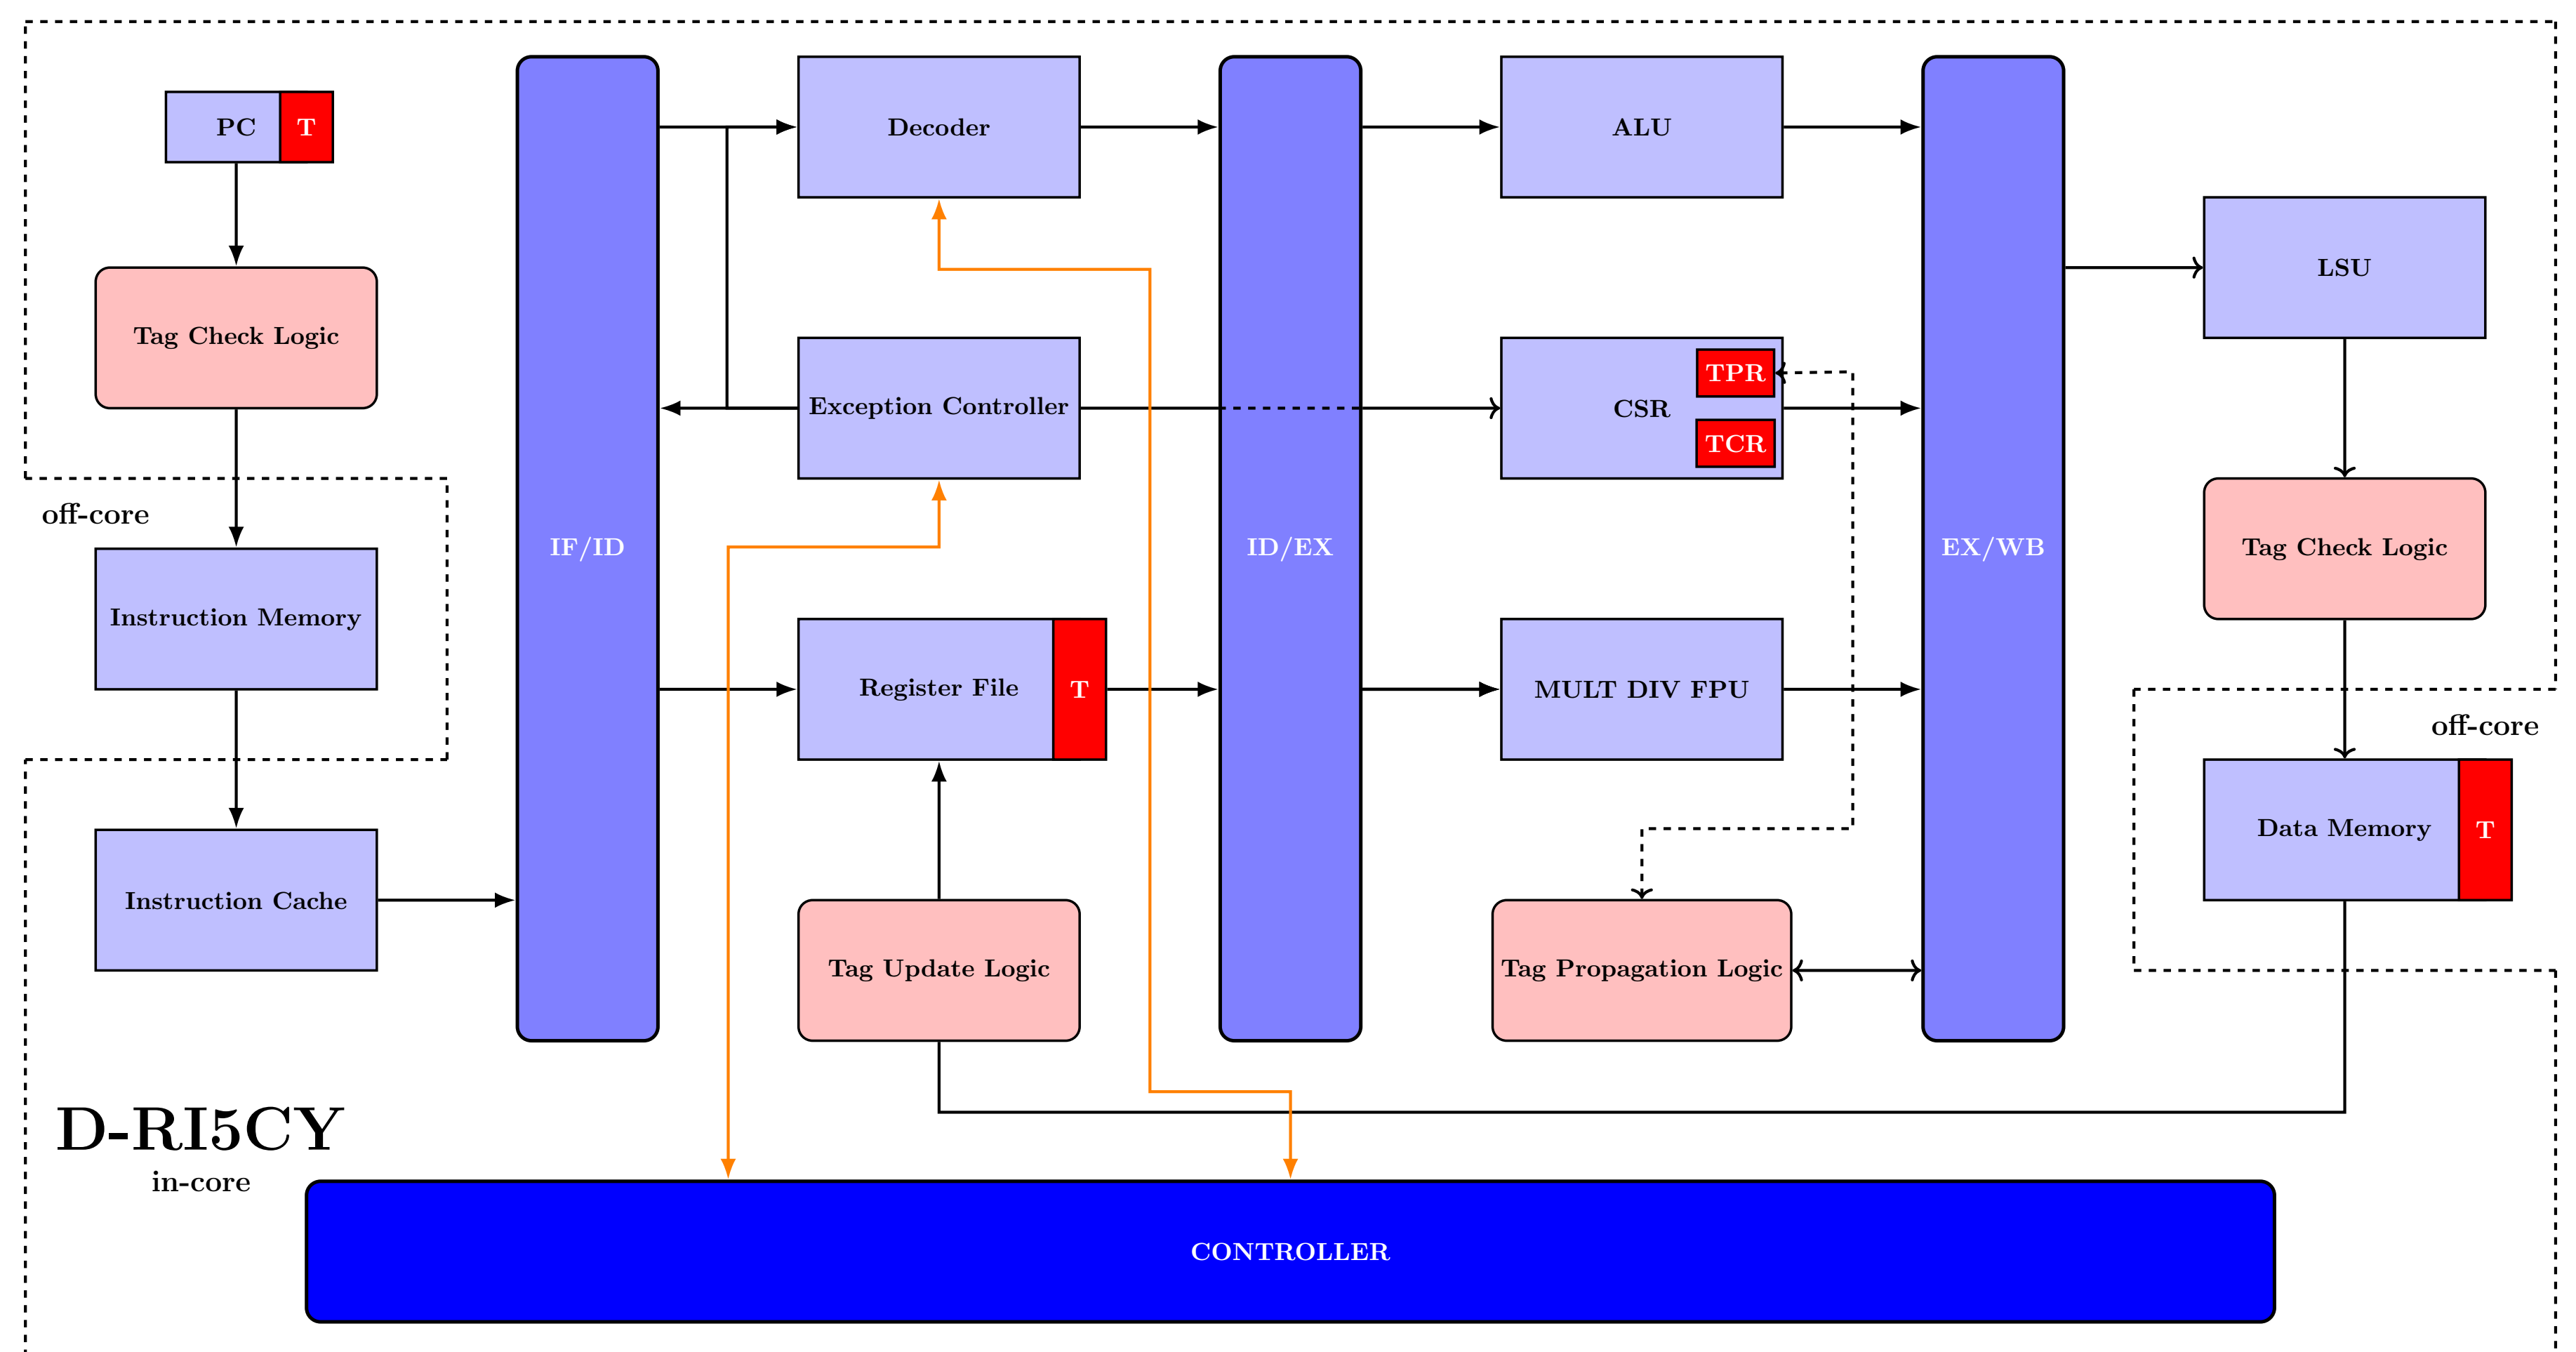 PC
T
Tag Check Logic
off-core
Instruction Memory
Instruction Cache
IF/ID
Decoder
Exception Controller
Register File
T
Tag Update Logic
ID/EX
ALU
CSR
TPR
TCR
MULT DIV FPU
Tag Propagation Logic
EX/WB
LSU
Tag Check Logic
off-core
Data Memory
T
D-RI5CY
in-core
CONTROLLER